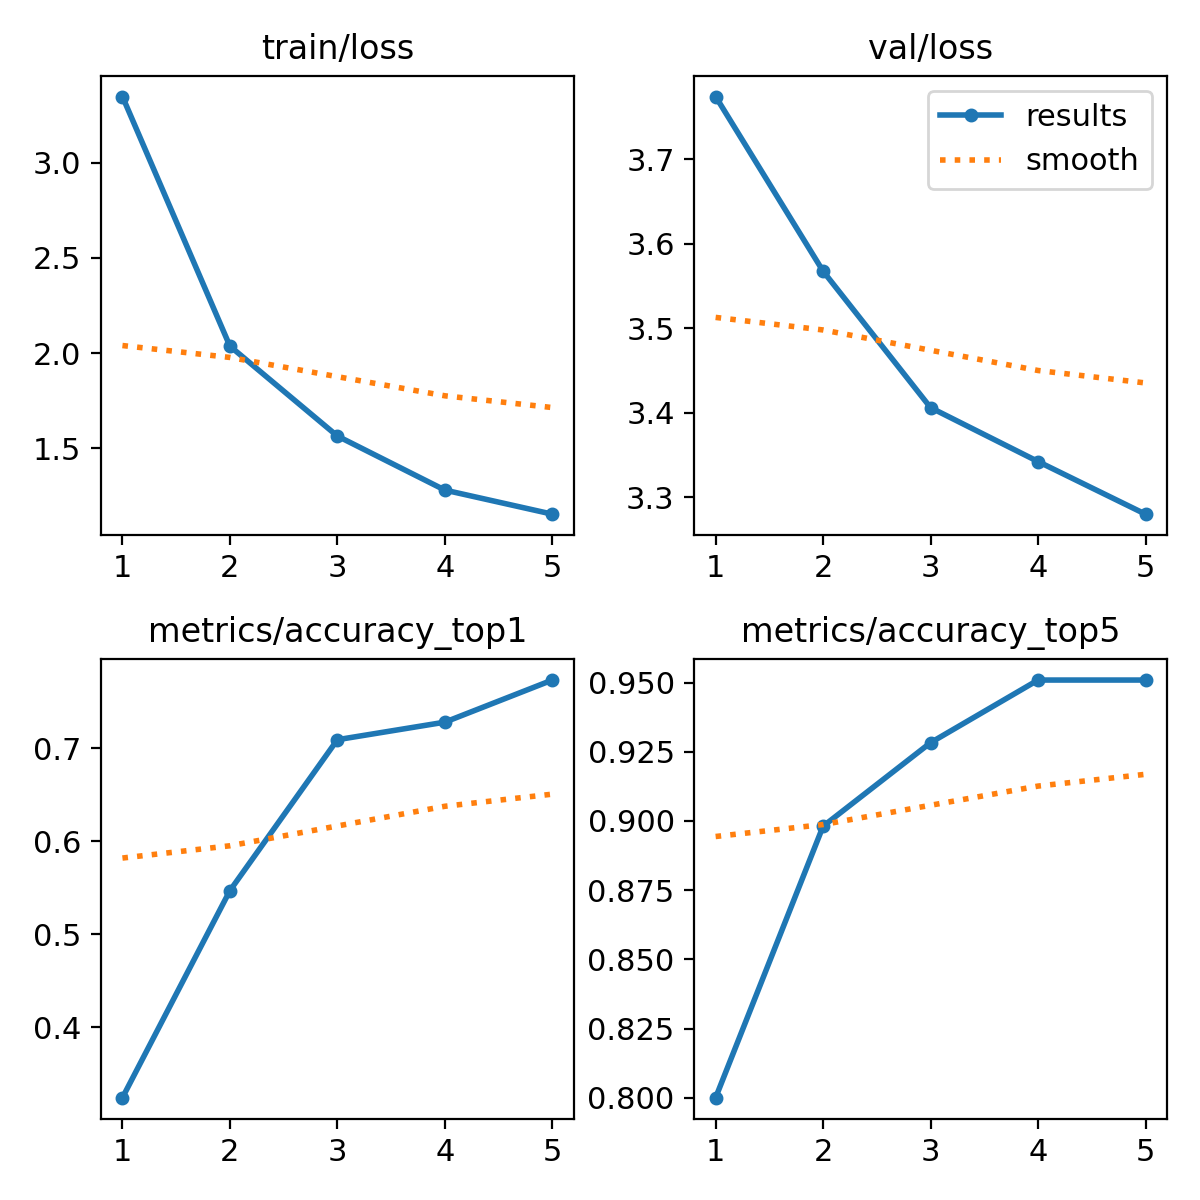 train/loss
3.0
2.5
2.0
1.5
1 2 3 4 5
val/loss
results
smooth
3.7
3.6
3.5
3.4
3.3
1 2 3 4 5
metrics/accuracy_top1
0.7
0.6
0.5
0.4
1 2 3 4 5
metrics/accuracy_top5
0.950
0.925
0.900
0.875
0.850
0.825
0.800
1 2 3 4 5